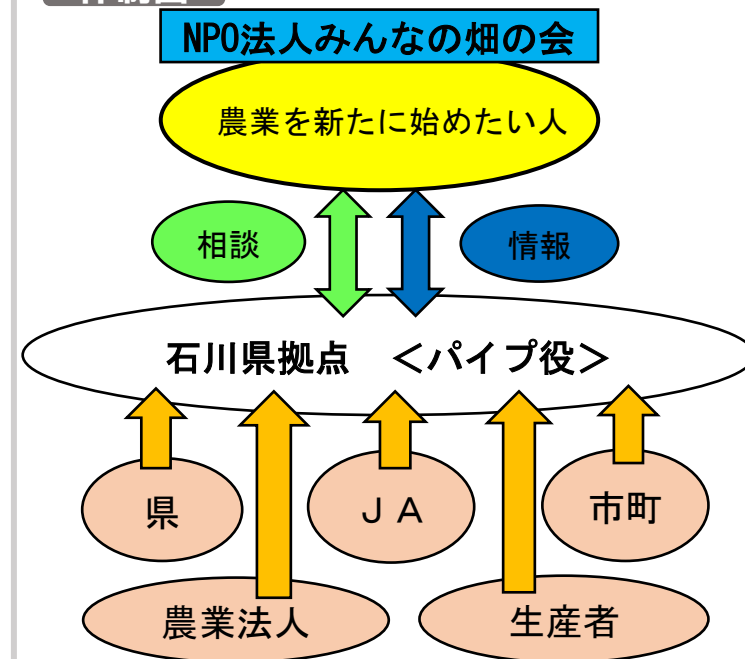 NPO法人みんなの畑の会
農業を新たに始めたい人
相談
情報
石川県拠点 <パイプ役>
県
JA
市町
農業法人
生産者